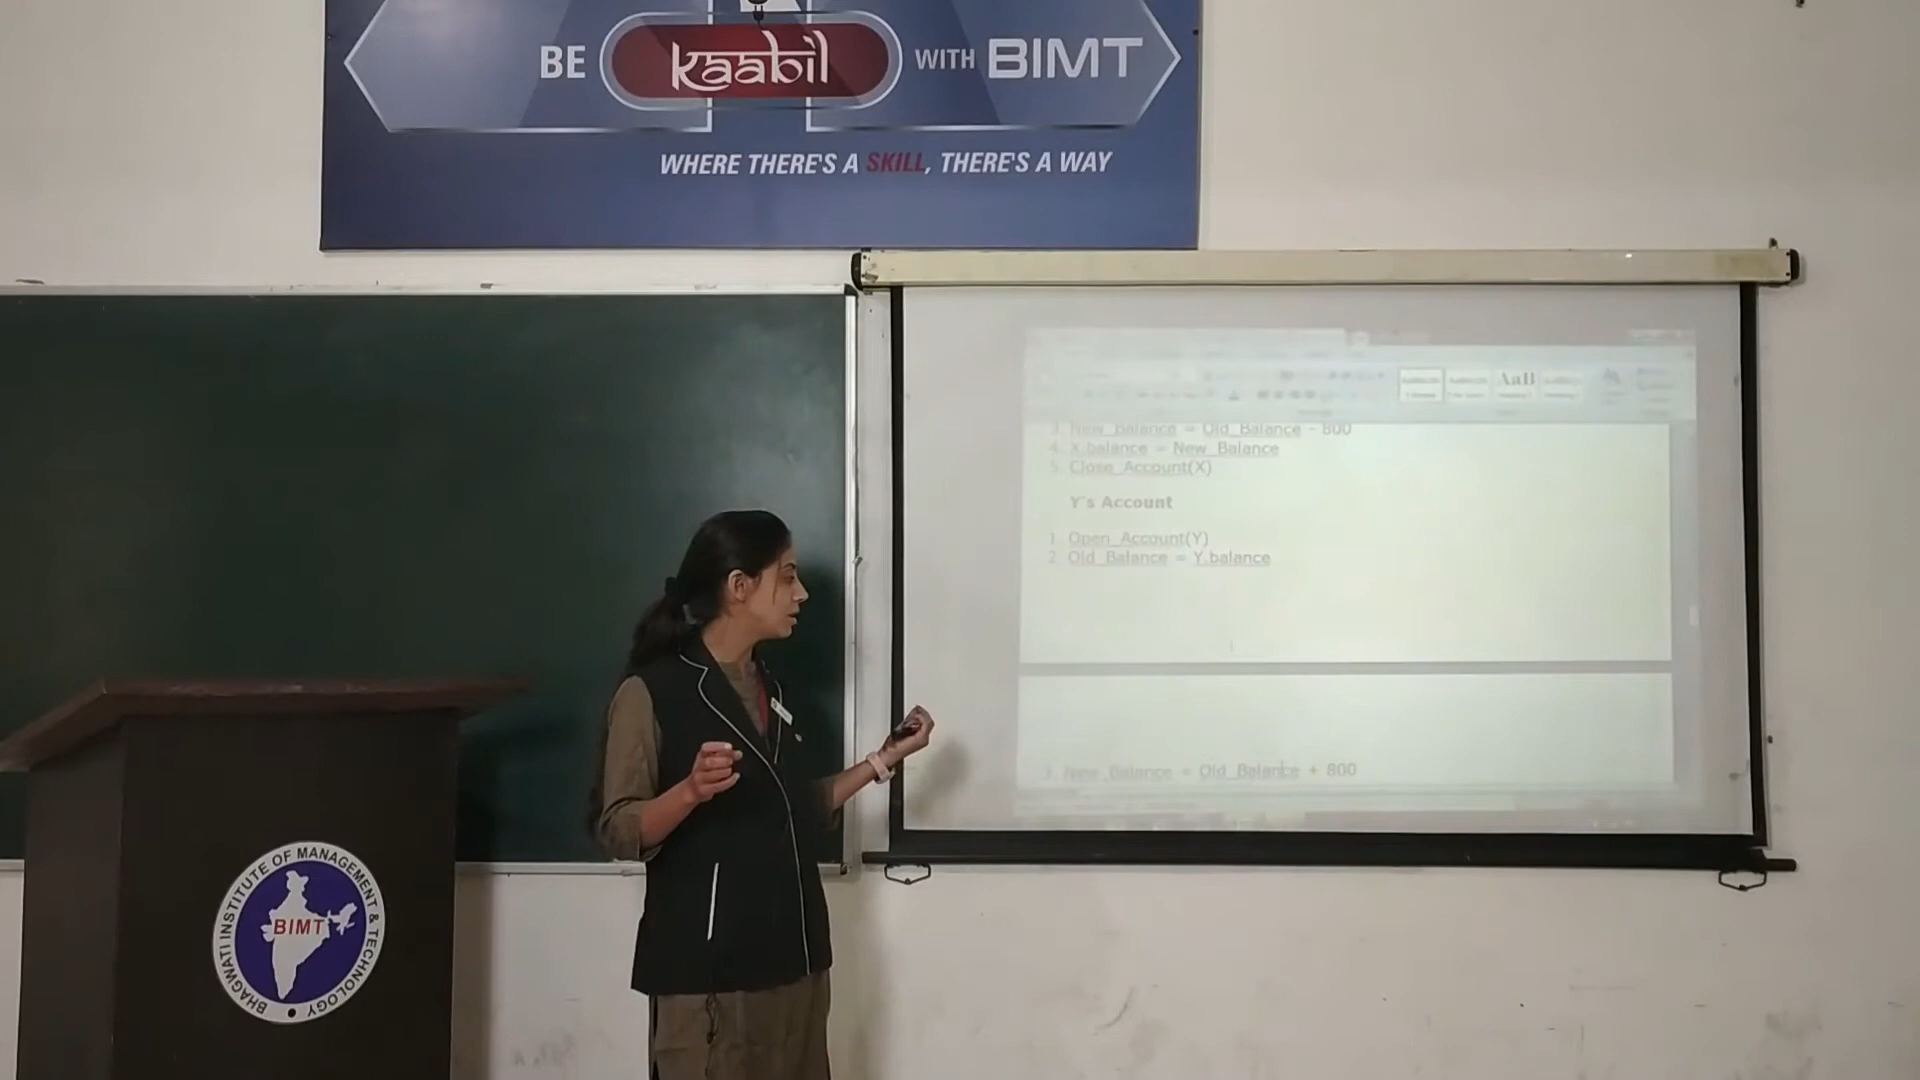 BE kaabil WITH BIMT
WHERE THERE'S A SKILL, THERE'S A WAY
AaB
3. New_Balance = Old_Balance - 800
4. X.balance = New_Balance
5. Close_Account(X)
Y's Account
1. Open_Account(Y)
2. Old_Balance = Y.balance
3. New_Balance = Old_Balance + 800
BHAGWATI INSTITUTE OF MANAGEMENT & TECHNOLOGY
BIMT